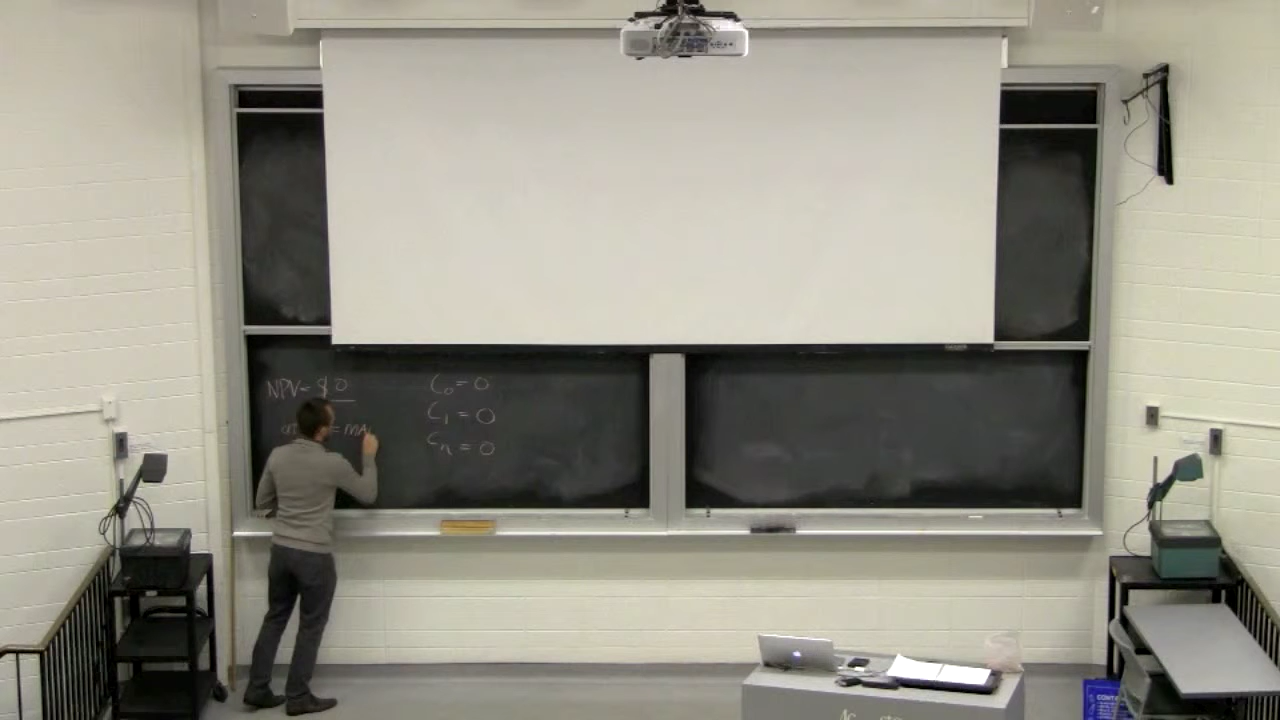 NPV = $0
C₀ = 0
= MA
C₁ = 0
Cₙ = 0